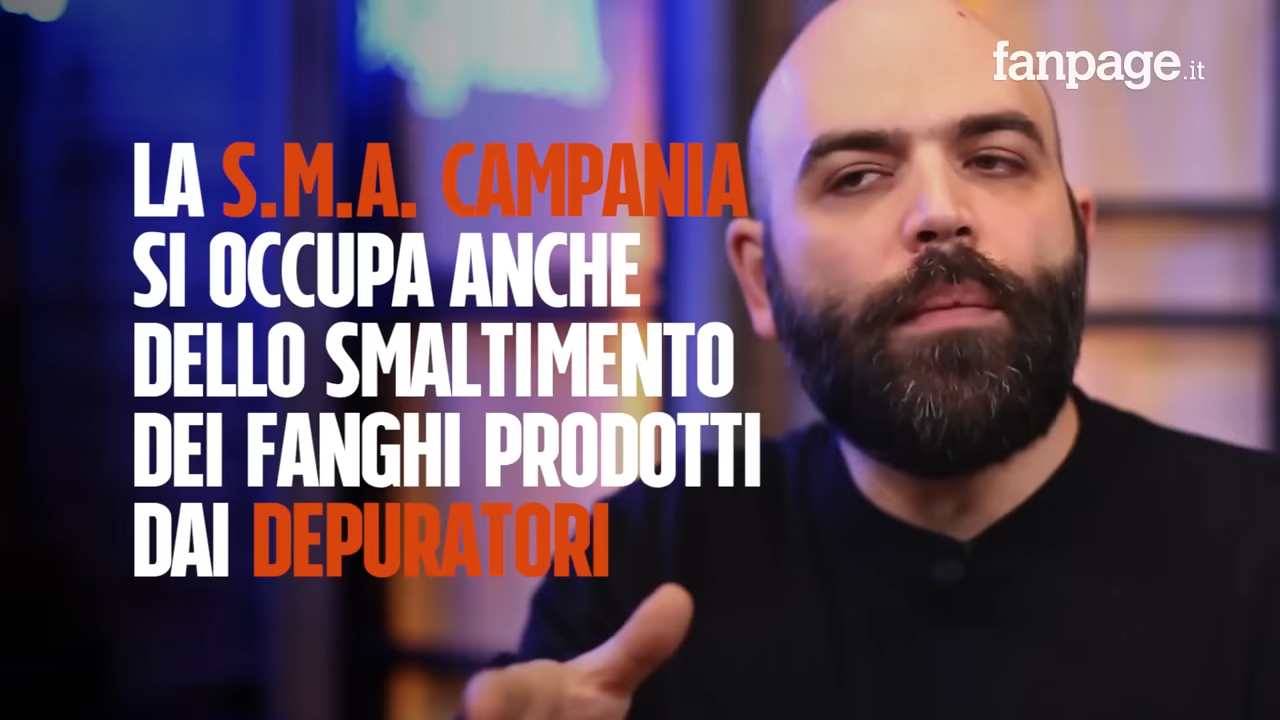 fanpage.it
LA S.M.A. CAMPANIA
SI OCCUPA ANCHE
DELLO SMALTIMENTO
DEI FANGHI PRODOTTI
DAI DEPURATORI